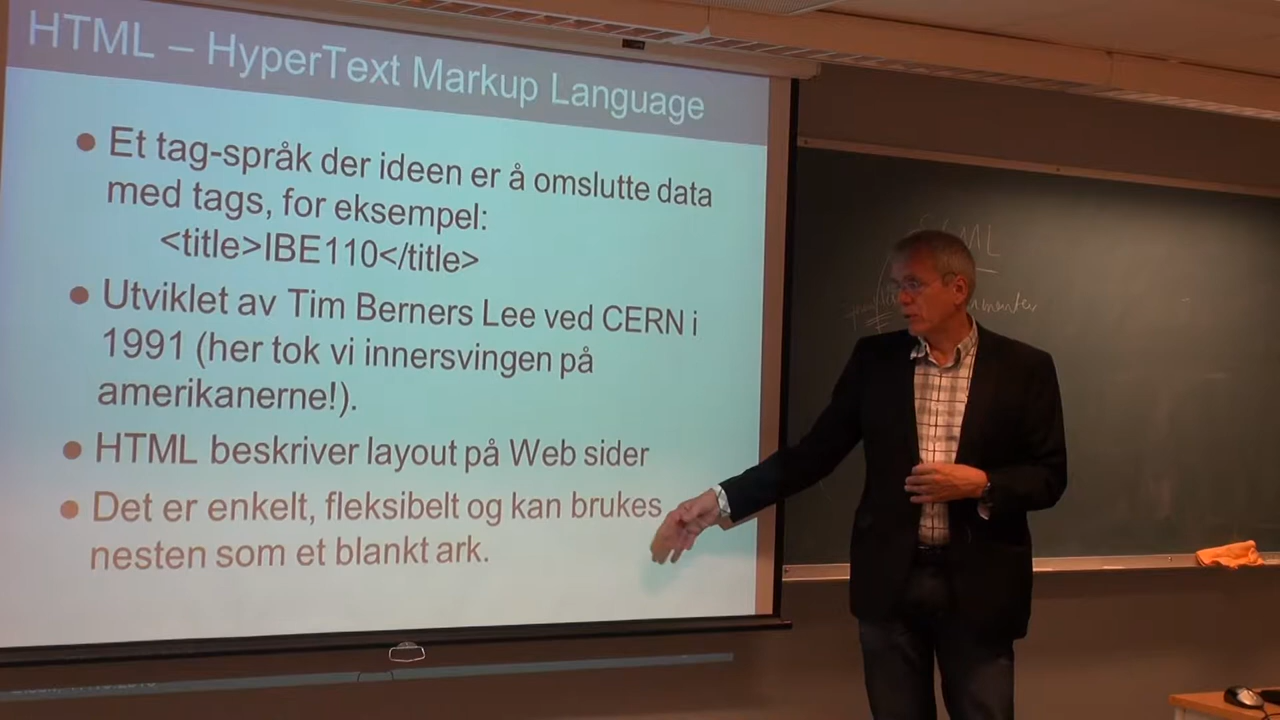 HTML – HyperText Markup Language
• Et tag-språk der ideen er å omslutte data
med tags, for eksempel:
<title>IBE110</title>
• Utviklet av Tim Berners Lee ved CERN i
1991 (her tok vi innersvingen på
amerikanerne!).
• HTML beskriver layout på Web sider
• Det er enkelt, fleksibelt og kan brukes
nesten som et blankt ark.